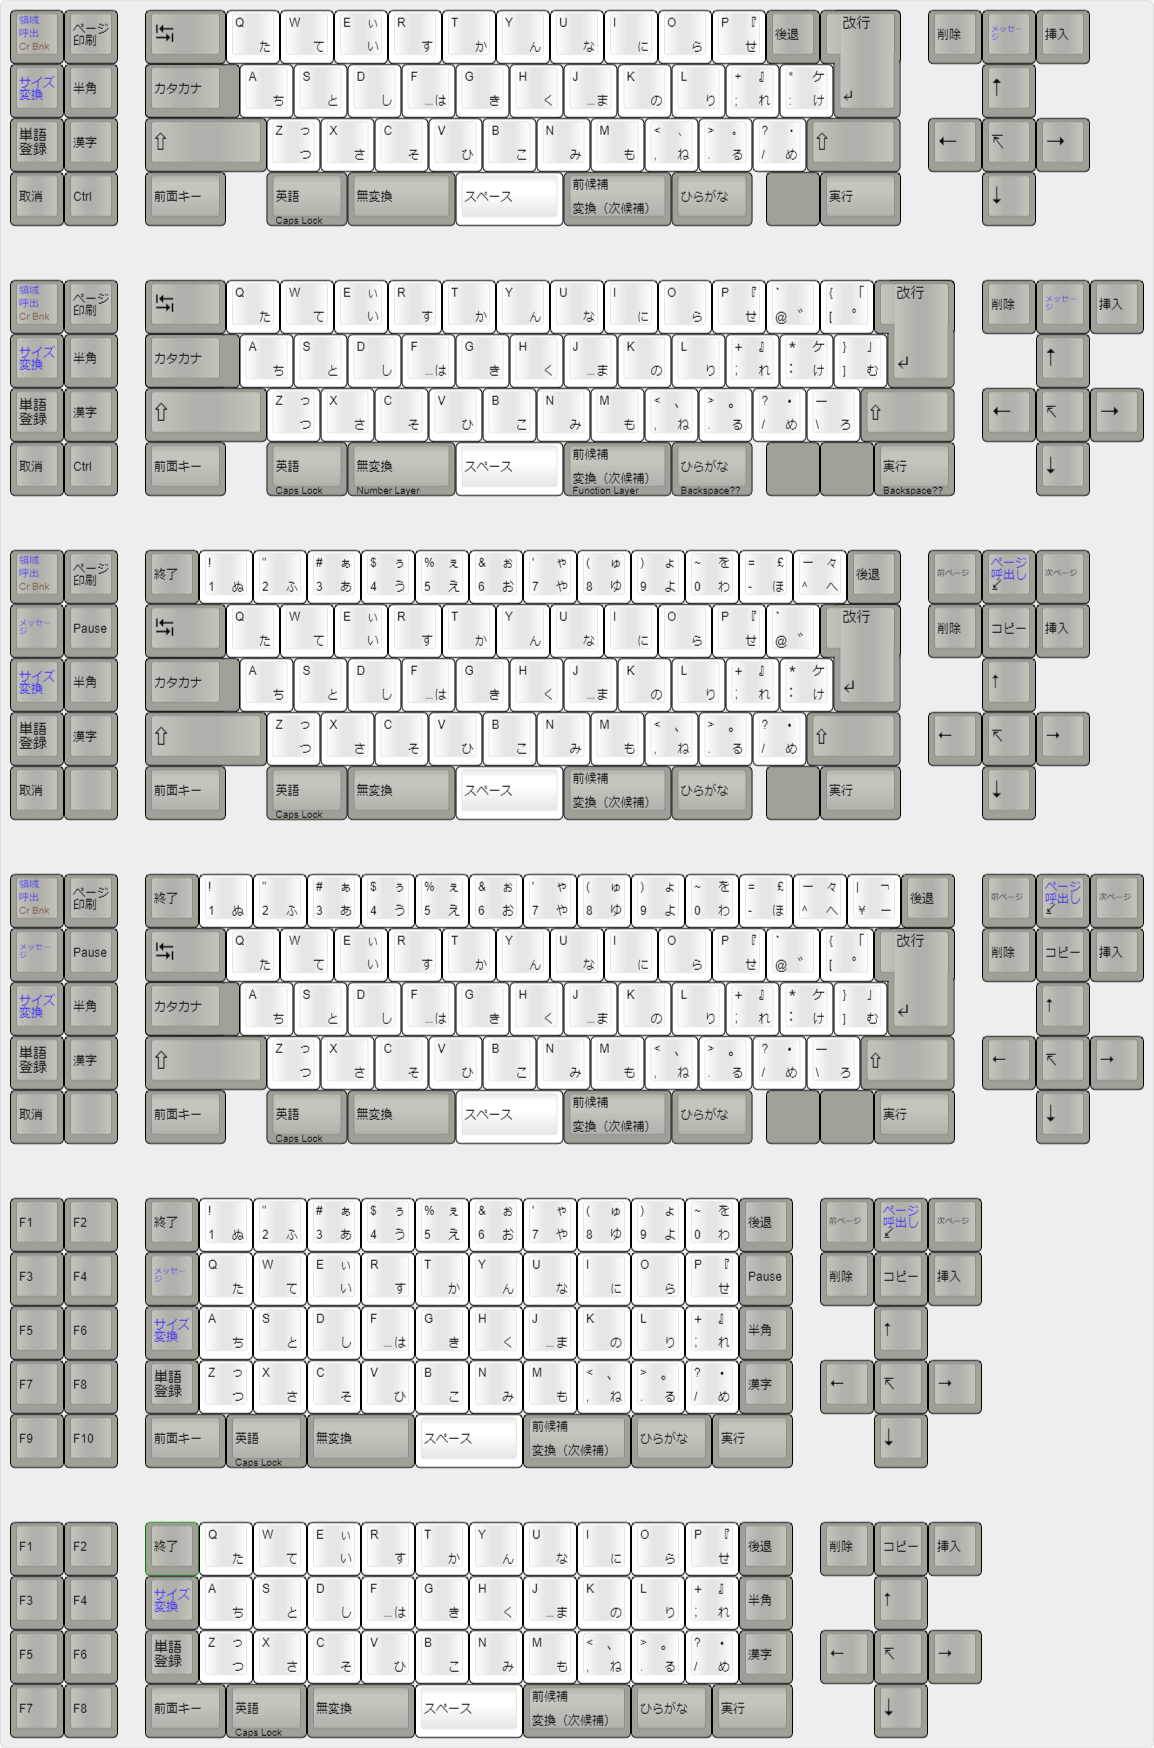 領域 ページ Q W E ぃ R T Y U I O P 『 改行 メッセー
呼出 印刷 後退 削除 ジ 挿入
Cr Bnk た て い す か ん な に ら せ
サイズ 半角 カタカナ A S D F G H J K L + 』 * ケ ↑
変換 ち と し _は き く _ま の り ; れ : け ↵
単語 漢字 ⇧ Z っ X C V B N M < 、 > 。 ? ・ ⇧ ← ↸ →
登録 つ さ そ ひ こ み も , ね . る / め
取消 Ctrl 前面キー 英語 無変換 スペース 前候補 ひらがな 実行 ↓
Caps Lock 変換（次候補）
領域 ページ Q W E ぃ R T Y U I O P 『 ` { 「 改行 メッセー
呼出 印刷 削除 ジ 挿入
Cr Bnk た て い す か ん な に ら せ @ ゛ [ ゜
サイズ 半角 カタカナ A S D F G H J K L + 』 * ケ } 」 ↑
変換 ち と し _は き く _ま の り ; れ : け ] む ↵
単語 漢字 ⇧ Z っ X C V B N M < 、 > 。 ? ・ ー ⇧ ← ↸ →
登録 つ さ そ ひ こ み も , ね . る / め \ ろ
取消 Ctrl 前面キー 英語 無変換 スペース 前候補 ひらがな 実行 ↓
変換（次候補）
Caps Lock Number Layer Function Layer Backspace?? Backspace??
領域 ページ 終了 ! " # ぁ $ ぅ % ぇ & ぉ ' ゃ ( ゅ ) ょ ~ を = £ ー 々 後退 前ページ ページ 次ページ
呼出 印刷 呼出し
Cr Bnk 1 ぬ 2 ふ 3 あ 4 う 5 え 6 お 7 や 8 ゆ 9 よ 0 わ - ほ ^ へ ↙
メッセー Pause Q W E ぃ R T Y U I O P 『 ` 改行 削除 コピー 挿入
ジ た て い す か ん な に ら せ @ ゛
サイズ 半角 カタカナ A S D F G H J K L + 』 * ケ ↑
変換 ち と し _は き く _ま の り ; れ : け ↵
単語 漢字 ⇧ Z っ X C V B N M < 、 > 。 ? ・ ⇧ ← ↸ →
登録 つ さ そ ひ こ み も , ね . る / め
取消 前面キー 英語 無変換 スペース 前候補 ひらがな 実行 ↓
Caps Lock 変換（次候補）
領域 ページ 終了 ! " # ぁ $ ぅ % ぇ & ぉ ' ゃ ( ゅ ) ょ ~ を = £ ー 々 | ¬ 後退 前ページ ページ 次ページ
呼出 印刷 呼出し
Cr Bnk 1 ぬ 2 ふ 3 あ 4 う 5 え 6 お 7 や 8 ゆ 9 よ 0 わ - ほ ^ へ ¥ ー ↙
メッセー Pause Q W E ぃ R T Y U I O P 『 ` { 「 改行 削除 コピー 挿入
ジ た て い す か ん な に ら せ @ ゛ [ ゜
サイズ 半角 カタカナ A S D F G H J K L + 』 * ケ } 」 ↑
変換 ち と し _は き く _ま の り ; れ : け ] む ↵
単語 漢字 ⇧ Z っ X C V B N M < 、 > 。 ? ・ ー ⇧ ← ↸ →
登録 つ さ そ ひ こ み も , ね . る / め \ ろ
取消 前面キー 英語 無変換 スペース 前候補 ひらがな 実行 ↓
Caps Lock 変換（次候補）
F1 F2 終了 ! " # ぁ $ ぅ % ぇ & ぉ ' ゃ ( ゅ ) ょ ~ を 後退 前ページ ページ 次ページ
呼出し
1 ぬ 2 ふ 3 あ 4 う 5 え 6 お 7 や 8 ゆ 9 よ 0 わ ↙
F3 F4 メッセー Q W E ぃ R T Y U I O P 『 Pause 削除 コピー 挿入
ジ た て い す か ん な に ら せ
F5 F6 サイズ A S D F G H J K L + 』 半角 ↑
変換 ち と し _は き く _ま の り ; れ
F7 F8 単語 Z っ X C V B N M < 、 > 。 ? ・ 漢字 ← ↸ →
登録 つ さ そ ひ こ み も , ね . る / め
F9 F10 前面キー 英語 無変換 スペース 前候補 ひらがな 実行 ↓
Caps Lock 変換（次候補）
F1 F2 終了 Q W E ぃ R T Y U I O P 『 後退 削除 コピー 挿入
た て い す か ん な に ら せ
F3 F4 サイズ A S D F G H J K L + 』 半角 ↑
変換 ち と し _は き く _ま の り ; れ
F5 F6 単語 Z っ X C V B N M < 、 > 。 ? ・ 漢字 ← ↸ →
登録 つ さ そ ひ こ み も , ね . る / め
F7 F8 前面キー 英語 無変換 スペース 前候補 ひらがな 実行 ↓
Caps Lock 変換（次候補）